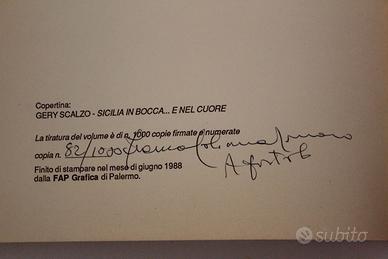 Copertina:
GERY SCALZO - SICILIA IN BOCCA... E NEL CUORE
La tiratura del volume è di n. 1000 copie firmate e numerate
copia n. 82/1000
Finito di stampare nel mese di giugno 1988
dalla FAP Grafica di Palermo.
subito